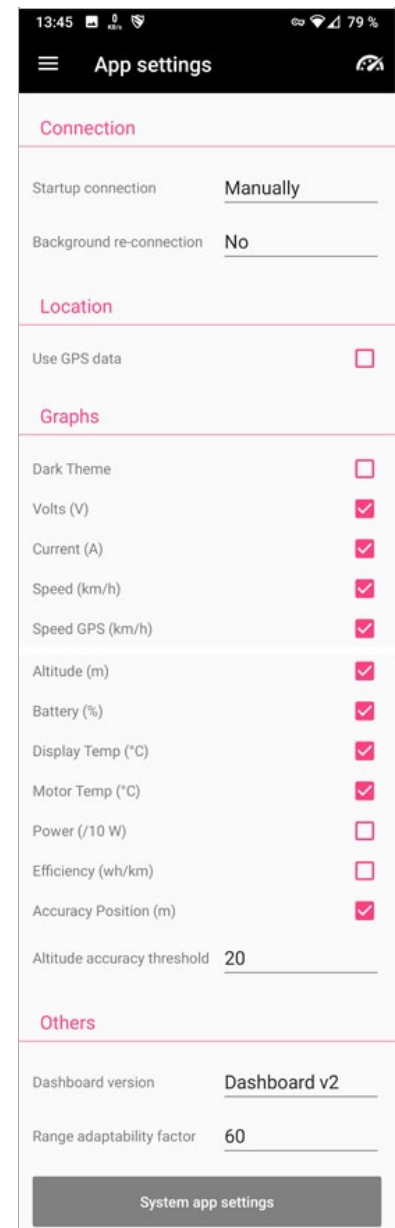 13:45 0 KB/s 79 %
App settings
Connection
Startup connection Manually
Background re-connection No
Location
Use GPS data
Graphs
Dark Theme
Volts (V)
Current (A)
Speed (km/h)
Speed GPS (km/h)
Altitude (m)
Battery (%)
Display Temp (°C)
Motor Temp (°C)
Power (/10 W)
Efficiency (wh/km)
Accuracy Position (m)
Altitude accuracy threshold 20
Others
Dashboard version Dashboard v2
Range adaptability factor 60
System app settings